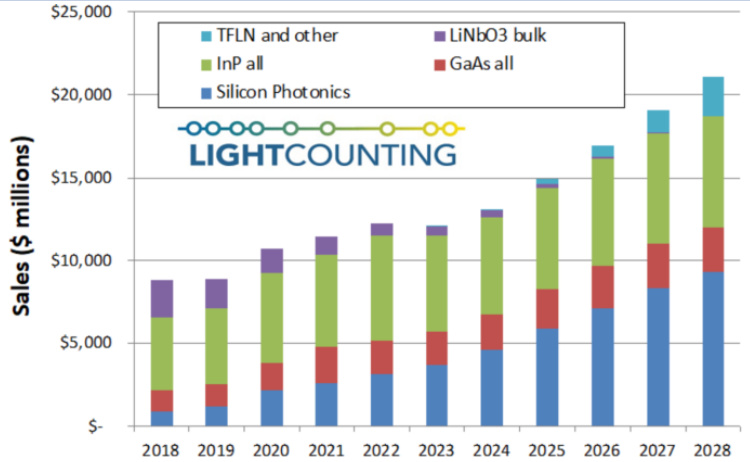 $25,000
TFLN and other
LiNbO3 bulk
InP all
GaAs all
Silicon Photonics
$20,000
LIGHTCOUNTING
$15,000
$10,000
$5,000
$-
Sales ($ millions)
2018 2019 2020 2021 2022 2023 2024 2025 2026 2027 2028